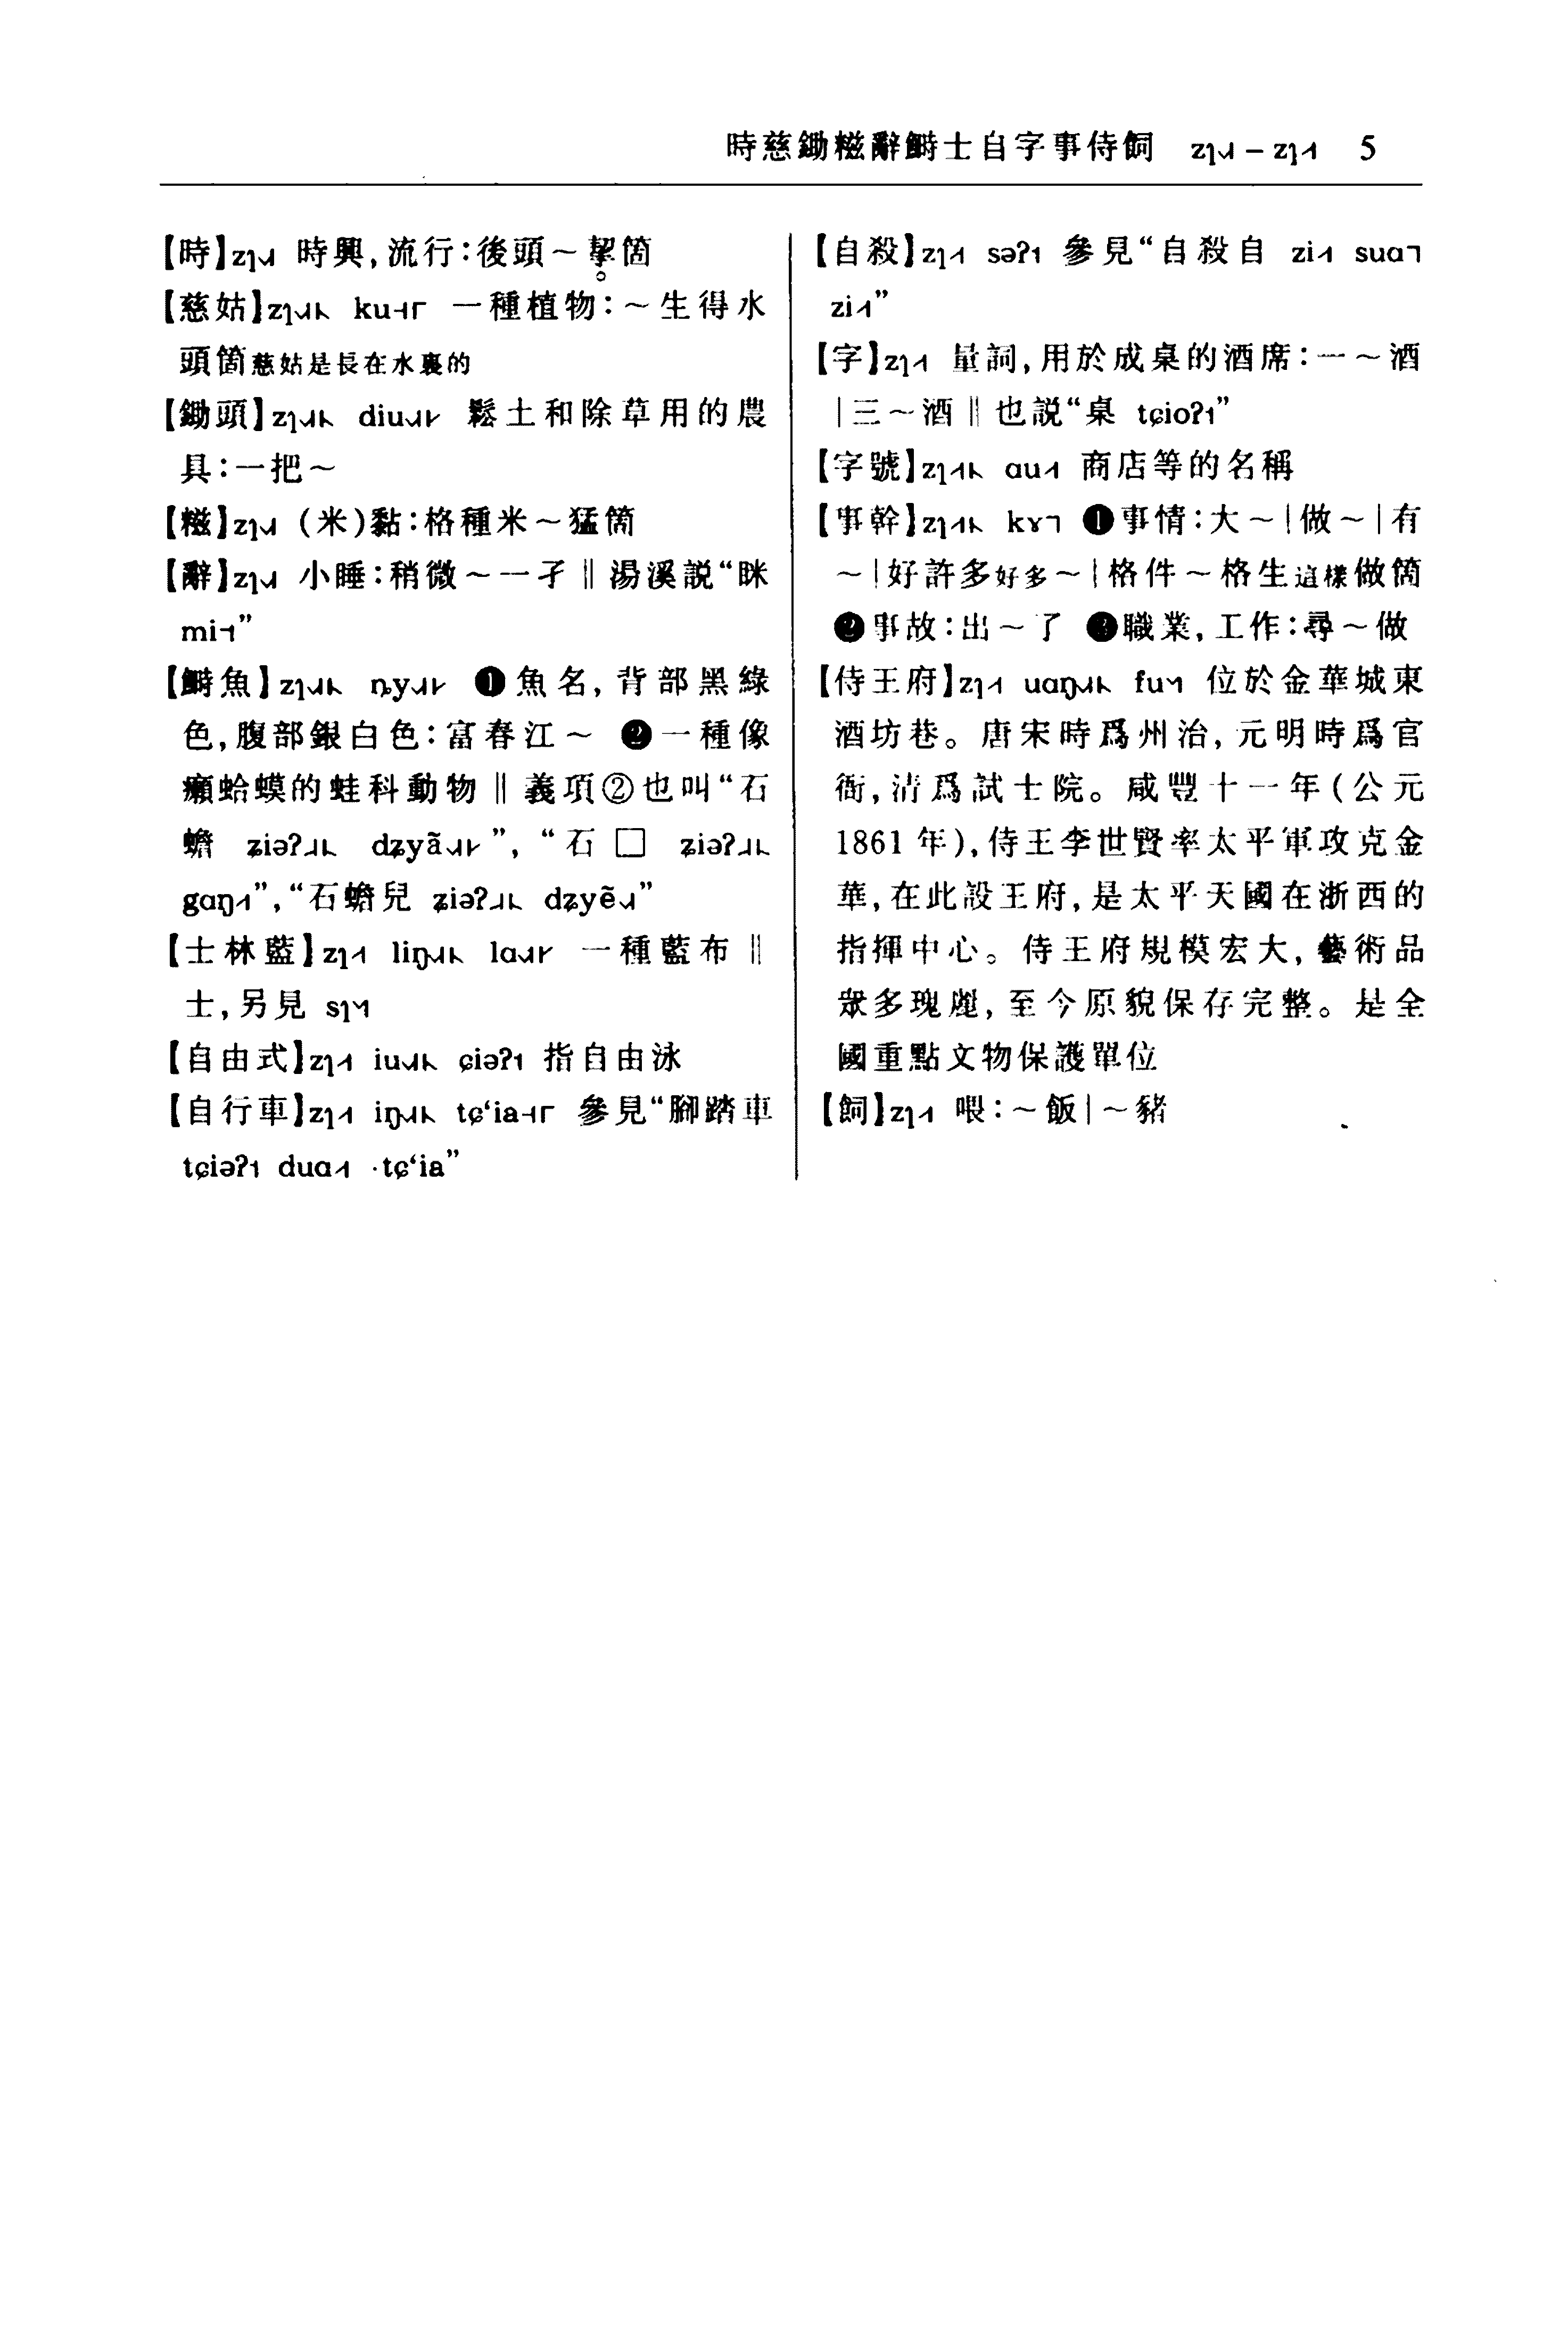 時慈鋤糍辭鰣士自字事侍飼 zɿ˧˩˧ – zɿ˩˦ 5
【時】zɿ˧˩˧ 時興,流行:後頭～挈箇
【慈姑】zɿ˧˩˧꜔꜖ ku˧˧˦꜒꜒ 一種植物:～生得水
頭箇慈姑是長在水裏的
【鋤頭】zɿ˧˩˧꜔꜖ diu˧˩˧꜖꜓ 鬆土和除草用的農
具:一把～
【糍】zɿ˧˩˧ (米)黏:格種米～猛箇
【辭】zɿ˧˩˧ 小睡:稍微～一孑‖湯溪説“眯
mi˧˧˦”
【鰣魚】zɿ˧˩˧꜔꜖ ȵy˧˩˧꜖꜓ ❶魚名,背部黑綠
色,腹部銀白色:富春江～ ❷一種像
癩蛤蟆的蛙科動物‖義項②也叫“石
蟾 ʑiəʔ˨˩˨꜕꜖ dʑyã˧˩˧꜖꜓”,“石□ ʑiəʔ˨˩˨꜕꜖
gɑŋ˩˦”,“石蟾兒 ʑiəʔ˨˩˨꜕꜖ dʑyẽ˧˩˧”
【士林藍】zɿ˩˦ liŋ˧˩˧꜔꜖ lɑ˧˩˧꜖꜓ 一種藍布‖
士,另見 sɿ˥˧˥
【自由式】zɿ˩˦ iu˧˩˧꜔꜖ ɕiəʔ˦ 指自由泳
【自行車】zɿ˩˦ iŋ˧˩˧꜔꜖ tɕ‘ia˧˧˦꜒꜒ 參見“腳踏車
tɕiəʔ˦ duɑ˩˦ ·tɕ‘ia”
【自殺】zɿ˩˦ səʔ˦ 參見“自殺自 zi˩˦ suɑ˥˥
zi˩˦”
【字】zɿ˩˦ 量詞,用於成桌的酒席:一～酒
｜三～酒‖也説“桌 tɕioʔ˦”
【字號】zɿ˩˦꜔꜖ ɑu˩˦ 商店等的名稱
【事幹】zɿ˩˦꜔꜖ kɤ˥˥ ❶事情:大～｜做～｜有
～｜好許多好多～｜格件～格生這樣做箇
❷事故:出～了 ❸職業,工作:尋～做
【侍王府】zɿ˩˦ uɑŋ˧˩˧꜔꜖ fu˥˧˥ 位於金華城東
酒坊巷。唐宋時爲州治,元明時爲官
衙,清爲試士院。咸豐十一年(公元
1861 年),侍王李世賢率太平軍攻克金
華,在此設王府,是太平天國在浙西的
指揮中心。侍王府規模宏大,藝術品
衆多瑰麗,至今原貌保存完整。是全
國重點文物保護單位
【飼】zɿ˩˦ 喂:～飯｜～豬